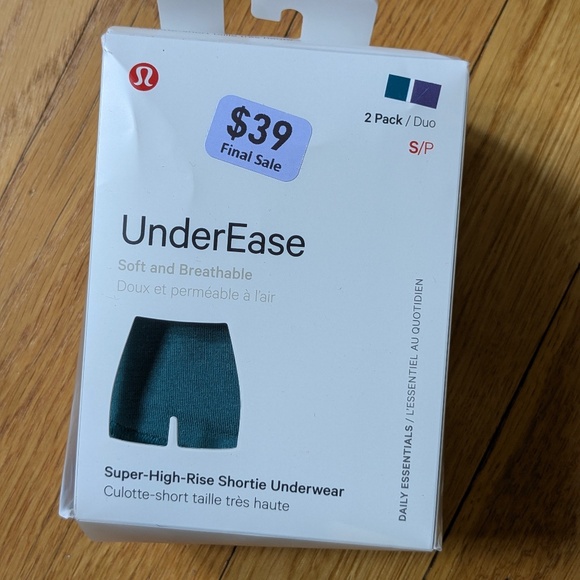 $39
Final Sale
2 Pack / Duo
S/P
UnderEase
Soft and Breathable
Doux et perméable à l'air
DAILY ESSENTIALS / L'ESSENTIEL AU QUOTIDIEN
Super-High-Rise Shortie Underwear
Culotte-short taille très haute